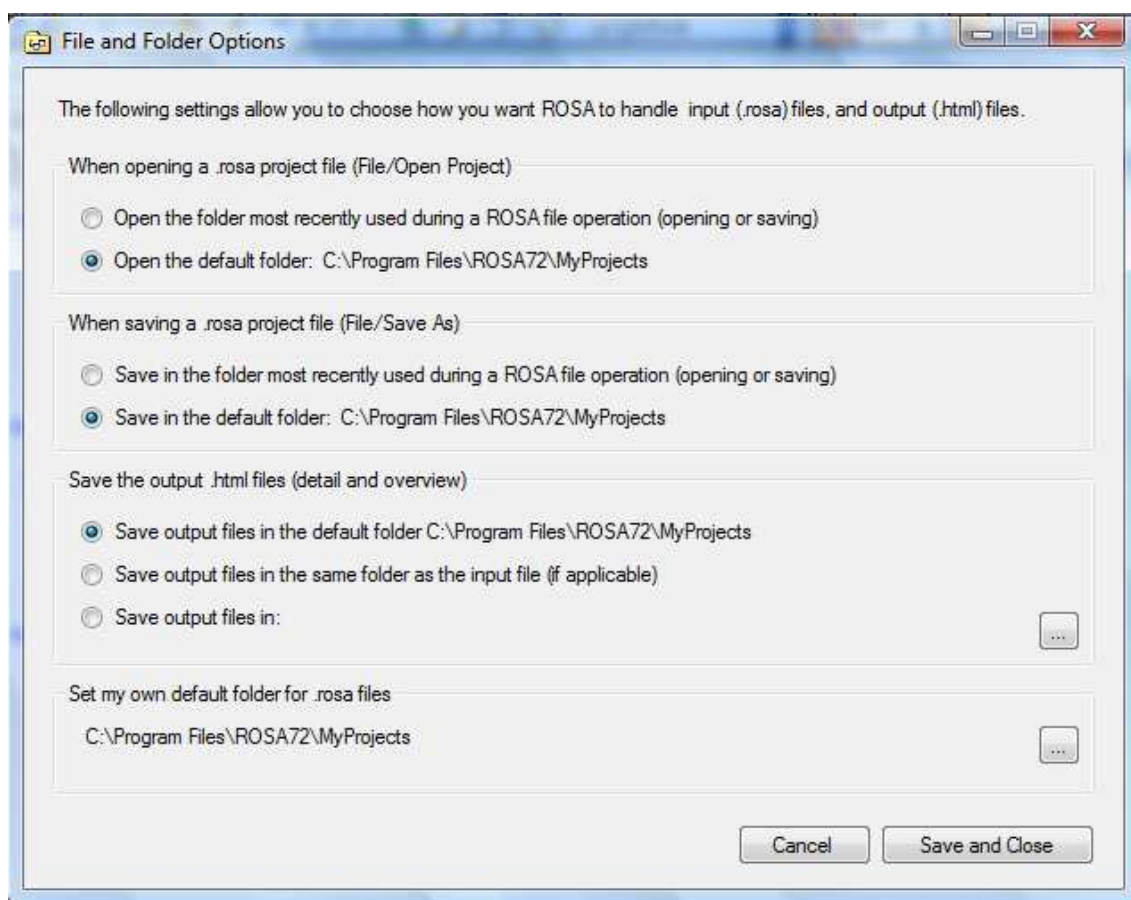 File and Folder Options
The following settings allow you to choose how you want ROSA to handle input (.rosa) files, and output (.html) files.
When opening a .rosa project file (File/Open Project)
Open the folder most recently used during a ROSA file operation (opening or saving)
Open the default folder: C:\Program Files\ROSA72\MyProjects
When saving a .rosa project file (File/Save As)
Save in the folder most recently used during a ROSA file operation (opening or saving)
Save in the default folder: C:\Program Files\ROSA72\MyProjects
Save the output .html files (detail and overview)
Save output files in the default folder C:\Program Files\ROSA72\MyProjects
Save output files in the same folder as the input file (if applicable)
Save output files in:
...
Set my own default folder for .rosa files
C:\Program Files\ROSA72\MyProjects
...
Cancel Save and Close